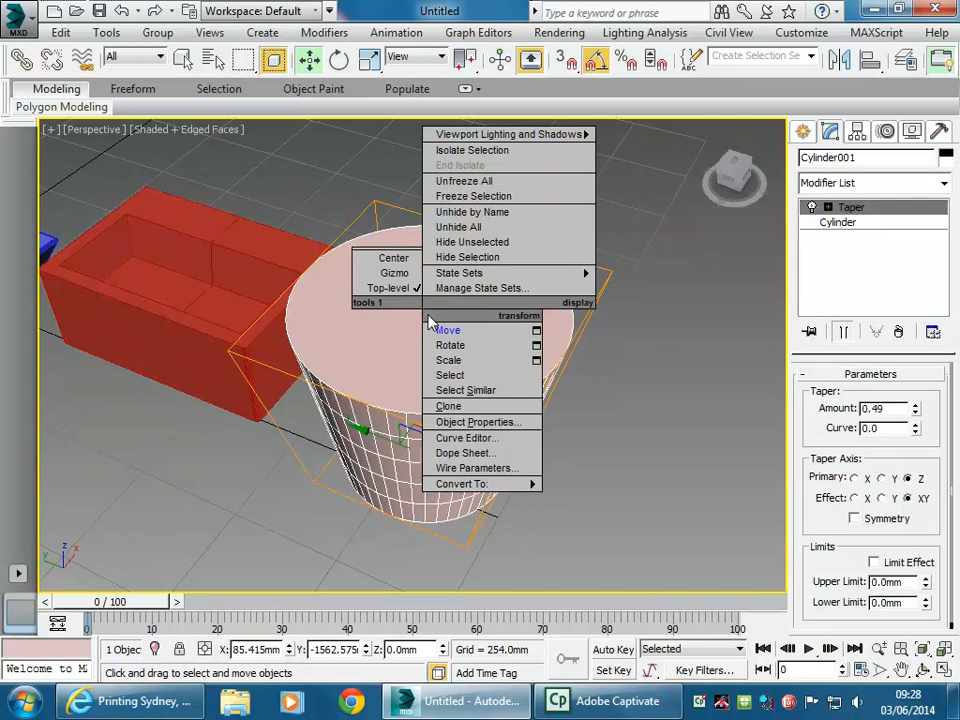 MXD
Workspace: Default
Untitled
Type a keyword or phrase
Edit Tools Group Views Create Modifiers Animation Graph Editors Rendering Lighting Analysis Civil View Customize MAXScript Help
All View 3 Create Selection Se
Modeling Freeform Selection Object Paint Populate
Polygon Modeling
[+] [Perspective] [Shaded + Edged Faces]
Viewport Lighting and Shadows
Isolate Selection
End Isolate
Unfreeze All
Freeze Selection
Unhide by Name
Unhide All
Hide Unselected
Hide Selection
State Sets
Manage State Sets...
display
Center
Gizmo
Top-level
tools 1
transform
Move
Rotate
Scale
Select
Select Similar
Clone
Object Properties...
Curve Editor...
Dope Sheet...
Wire Parameters...
Convert To:
Cylinder001
Modifier List
Taper
Cylinder
Parameters
Taper:
Amount: 0.49
Curve: 0.0
Taper Axis:
Primary: X Y Z
Effect: X Y XY
Symmetry
Limits
Limit Effect
Upper Limit: 0.0mm
Lower Limit: 0.0mm
z x y
0 / 100
0 10 20 30 40 50 60 70 80 90 100
1 Objec X: 85.415mm Y: -1562.575 Z: 0.0mm Grid = 254.0mm Auto Key Selected
Welcome to M Click and drag to select and move objects Add Time Tag Set Key Key Filters... 0
Printing Sydney, ... Untitled - Autode... Adobe Captivate
09:28
03/06/2014